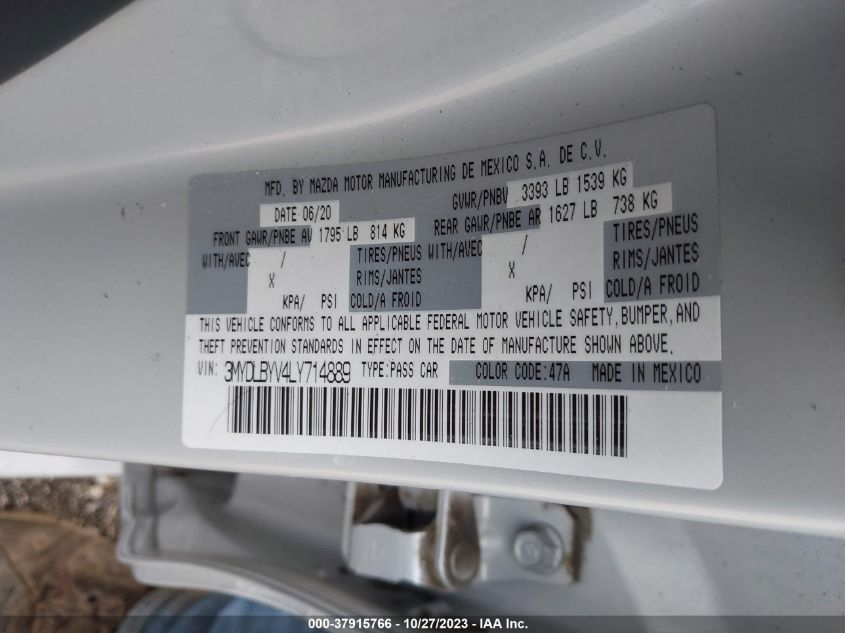 MFD. BY MAZDA MOTOR MANUFACTURING DE MEXICO S.A. DE C.V.
DATE 06/20 GVWR/PNBV 3393 LB 1539 KG
FRONT GAWR/PNBE AV 1795 LB 814 KG REAR GAWR/PNBE AR 1627 LB 738 KG
WITH/AVEC / TIRES/PNEUS WITH/AVEC / TIRES/PNEUS
X RIMS/JANTES X RIMS/JANTES
KPA/ PSI COLD/A FROID KPA/ PSI COLD/A FROID
THIS VEHICLE CONFORMS TO ALL APPLICABLE FEDERAL MOTOR VEHICLE SAFETY, BUMPER, AND
THEFT PREVENTION STANDARDS IN EFFECT ON THE DATE OF MANUFACTURE SHOWN ABOVE.
VIN: 3MYDLBYV4LY714889 TYPE:PASS CAR COLOR CODE:47A MADE IN MEXICO
000-37915766 - 10/27/2023 - IAA Inc.